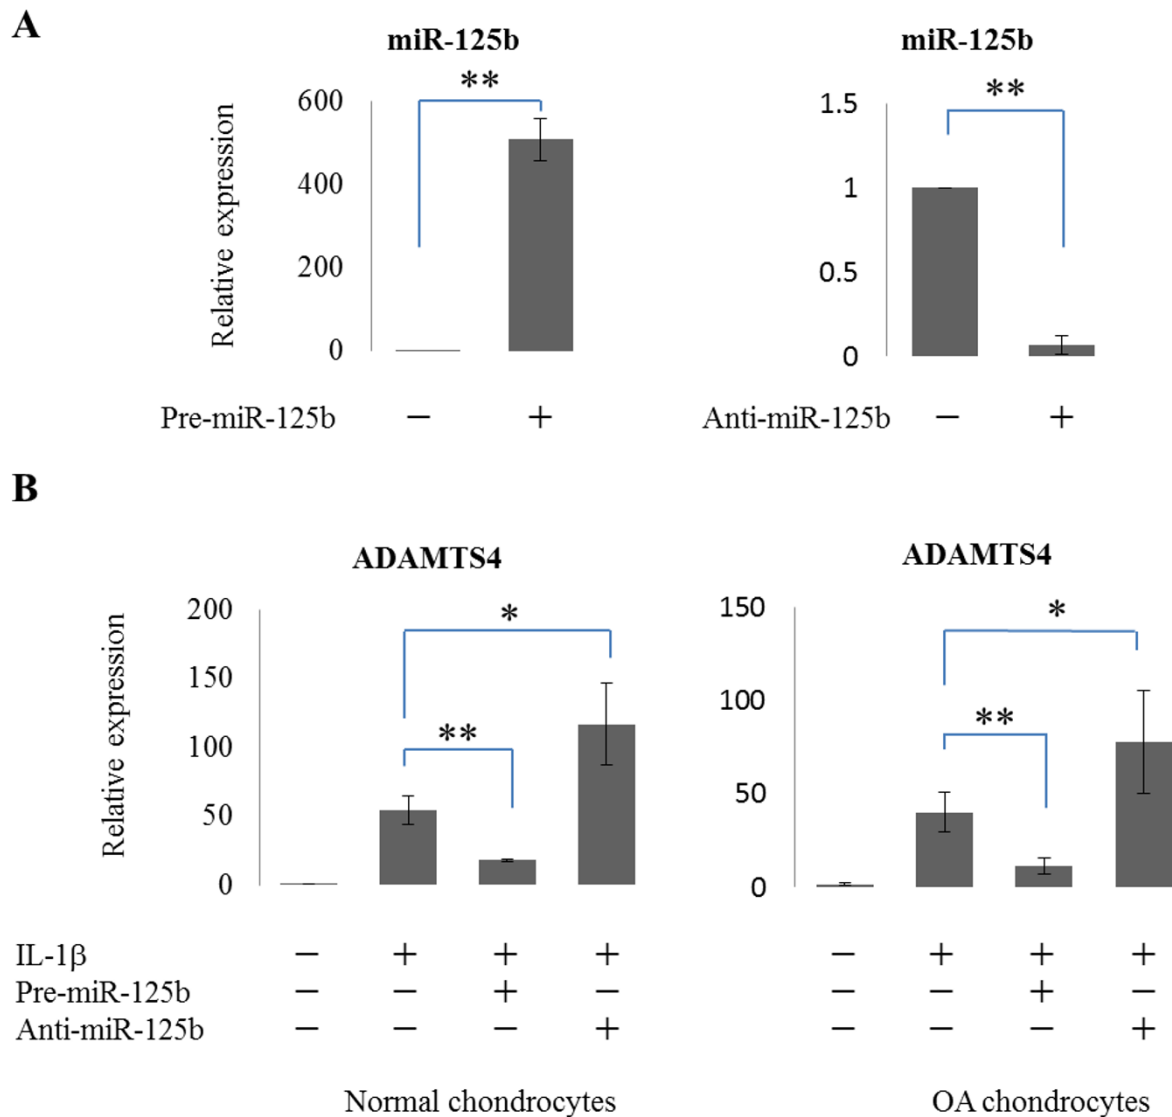 A
miR-125b
miR-125b
**
**
Relative expression
600
400
200
0
1.5
1
0.5
0
Pre-miR-125b − +
Anti-miR-125b − +
B
ADAMTS4
ADAMTS4
*
**
*
**
Relative expression
200
150
100
50
0
150
100
50
0
IL-1β − + + + − + + +
Pre-miR-125b − − + − − − + −
Anti-miR-125b − − − + − − − +
Normal chondrocytes
OA chondrocytes